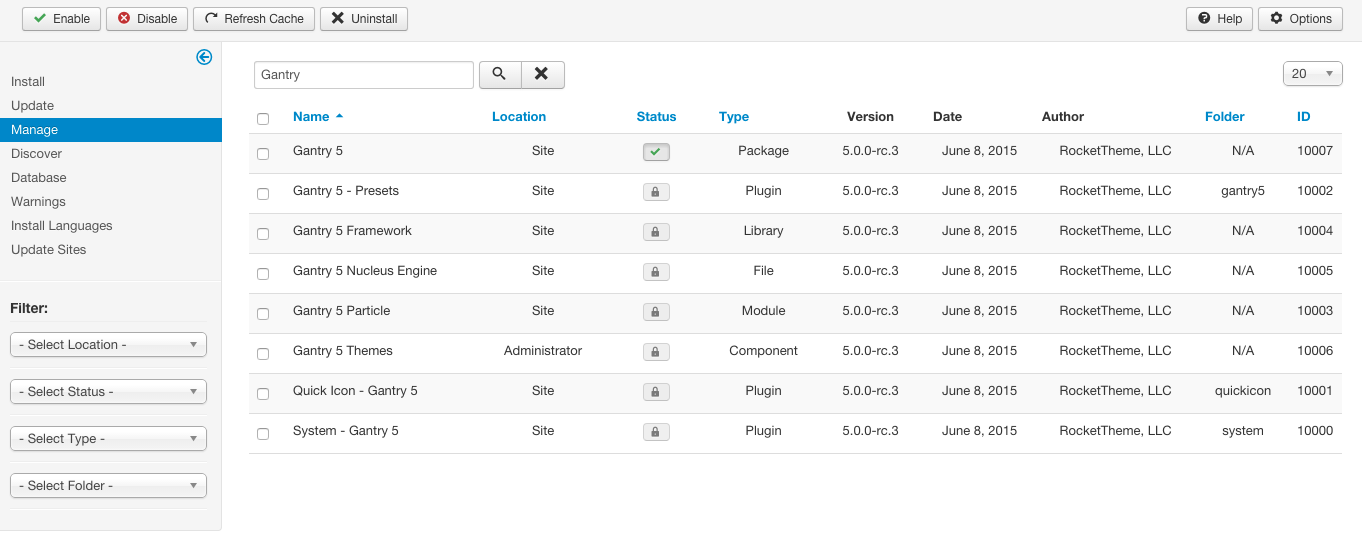 Enable Disable Refresh Cache Uninstall Help Options
Install
Update
Manage
Discover
Database
Warnings
Install Languages
Update Sites
Filter:
- Select Location -
- Select Status -
- Select Type -
- Select Folder -
Gantry 20
Name Location Status Type Version Date Author Folder ID
Gantry 5 Site Package 5.0.0-rc.3 June 8, 2015 RocketTheme, LLC N/A 10007
Gantry 5 - Presets Site Plugin 5.0.0-rc.3 June 8, 2015 RocketTheme, LLC gantry5 10002
Gantry 5 Framework Site Library 5.0.0-rc.3 June 8, 2015 RocketTheme, LLC N/A 10004
Gantry 5 Nucleus Engine Site File 5.0.0-rc.3 June 8, 2015 RocketTheme, LLC N/A 10005
Gantry 5 Particle Site Module 5.0.0-rc.3 June 8, 2015 RocketTheme, LLC N/A 10003
Gantry 5 Themes Administrator Component 5.0.0-rc.3 June 8, 2015 RocketTheme, LLC N/A 10006
Quick Icon - Gantry 5 Site Plugin 5.0.0-rc.3 June 8, 2015 RocketTheme, LLC quickicon 10001
System - Gantry 5 Site Plugin 5.0.0-rc.3 June 8, 2015 RocketTheme, LLC system 10000